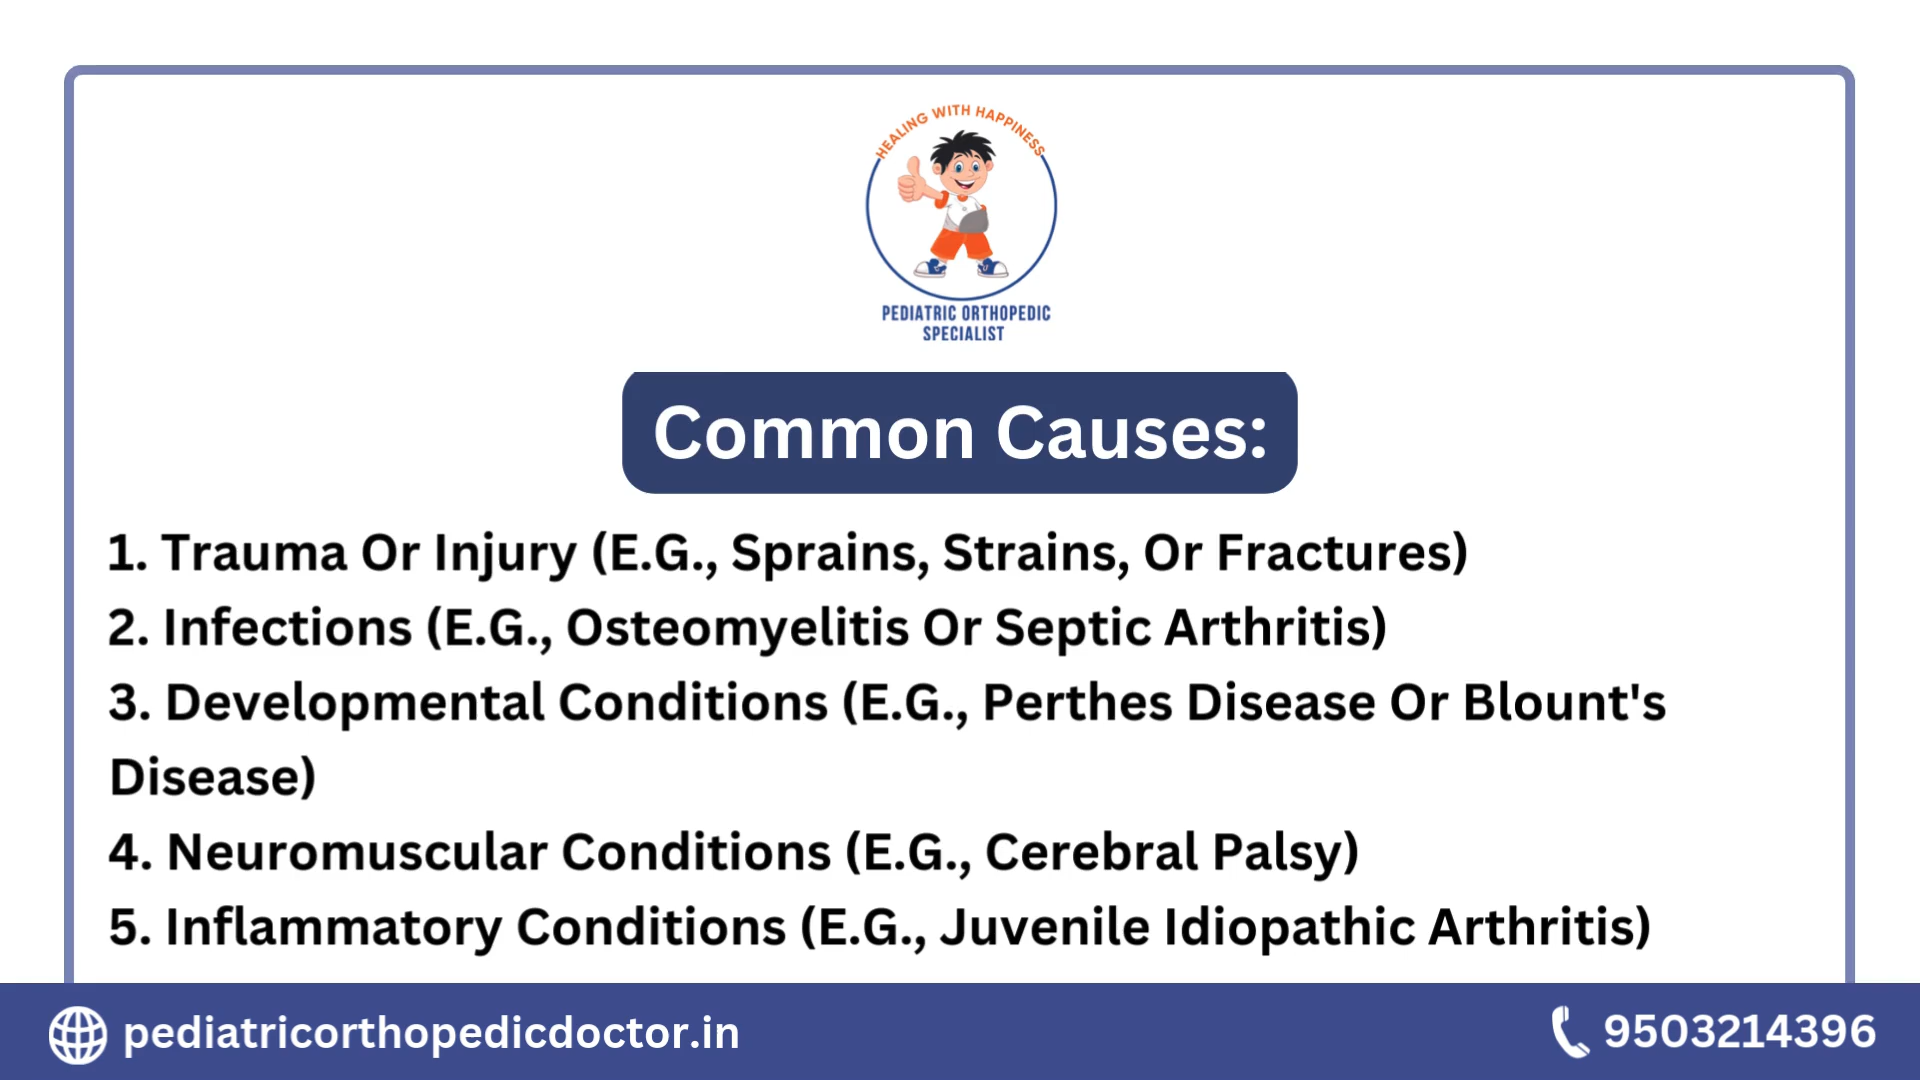 HEALING WITH HAPPINESS
PEDIATRIC ORTHOPEDIC
SPECIALIST
Common Causes:
1. Trauma Or Injury (E.G., Sprains, Strains, Or Fractures)
2. Infections (E.G., Osteomyelitis Or Septic Arthritis)
3. Developmental Conditions (E.G., Perthes Disease Or Blount's
Disease)
4. Neuromuscular Conditions (E.G., Cerebral Palsy)
5. Inflammatory Conditions (E.G., Juvenile Idiopathic Arthritis)
pediatricorthopedicdoctor.in
9503214396